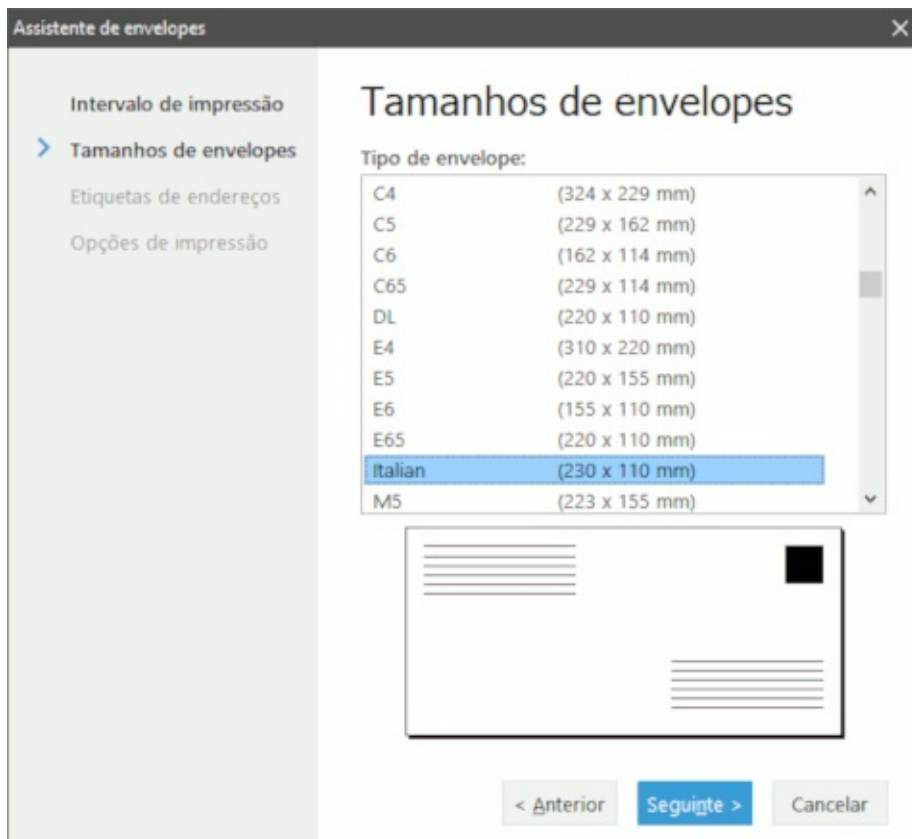 Assistente de envelopes
Intervalo de impressão
Tamanhos de envelopes
Etiquetas de endereços
Opções de impressão
Tamanhos de envelopes
Tipo de envelope:
C4 (324 x 229 mm)
C5 (229 x 162 mm)
C6 (162 x 114 mm)
C65 (229 x 114 mm)
DL (220 x 110 mm)
E4 (310 x 220 mm)
E5 (220 x 155 mm)
E6 (155 x 110 mm)
E65 (220 x 110 mm)
Italian (230 x 110 mm)
M5 (223 x 155 mm)
< Anterior Seguinte > Cancelar